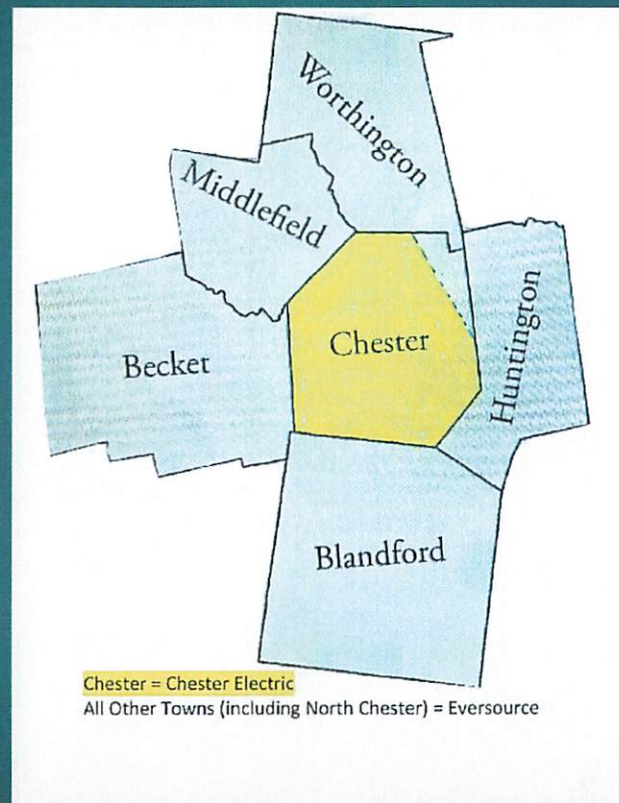 Worthington
Middlefield
Huntington
Chester
Becket
Blandford
Chester = Chester Electric
All Other Towns (including North Chester) = Eversource